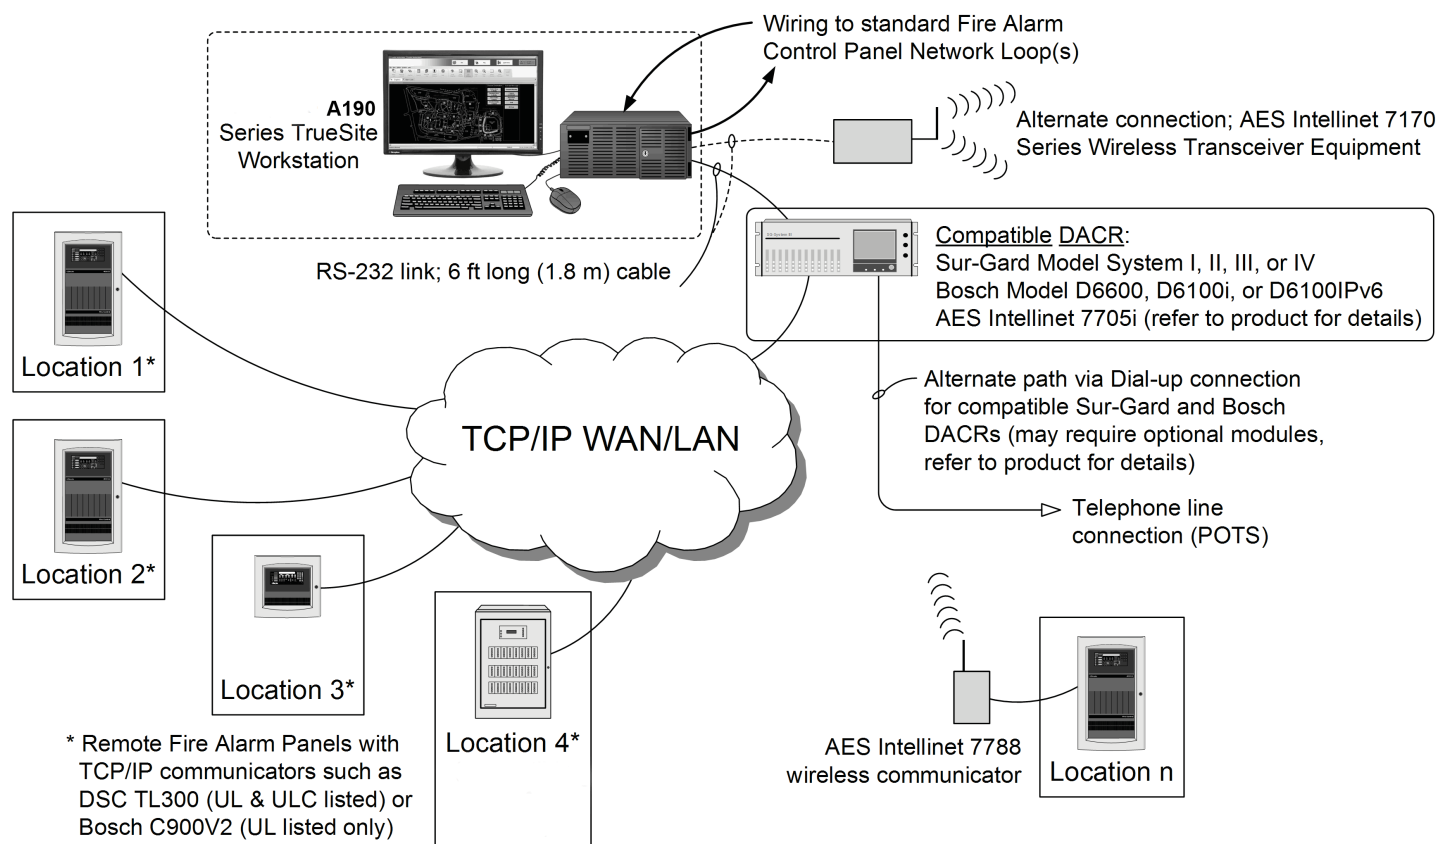 Wiring to standard Fire Alarm
Control Panel Network Loop(s)
A190
Series TrueSite
Workstation
Alternate connection; AES Intellinet 7170
Series Wireless Transceiver Equipment
RS-232 link; 6 ft long (1.8 m) cable
Compatible DACR:
Sur-Gard Model System I, II, III, or IV
Bosch Model D6600, D6100i, or D6100IPv6
AES Intellinet 7705i (refer to product for details)
Location 1*
Alternate path via Dial-up connection
for compatible Sur-Gard and Bosch
DACRs (may require optional modules,
refer to product for details)
TCP/IP WAN/LAN
Telephone line
connection (POTS)
Location 2*
Location 3*
Location 4*
* Remote Fire Alarm Panels with
TCP/IP communicators such as
DSC TL300 (UL & ULC listed) or
Bosch C900V2 (UL listed only)
AES Intellinet 7788
wireless communicator
Location n